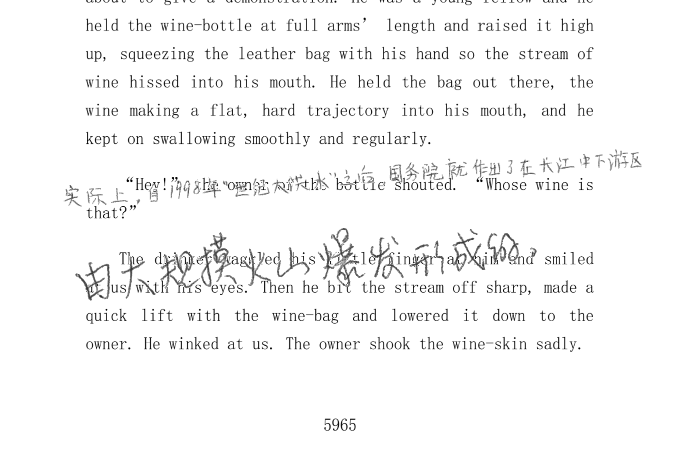 about to give a demonstration. He was a young fellow and he
held the wine-bottle at full arms’ length and raised it high
up, squeezing the leather bag with his hand so the stream of
wine hissed into his mouth. He held the bag out there, the
wine making a flat, hard trajectory into his mouth, and he
kept on swallowing smoothly and regularly.
实际上，自1998年“世纪大洪水”之后，国务院就作出了在长江中下游区
“Hey!” the owner of the bottle shouted. “Whose wine is
that?”
由大规模火山爆发形成的，
The drinker waggled his little finger at him and smiled
at us with his eyes. Then he bit the stream off sharp, made a
quick lift with the wine-bag and lowered it down to the
owner. He winked at us. The owner shook the wine-skin sadly.
5965